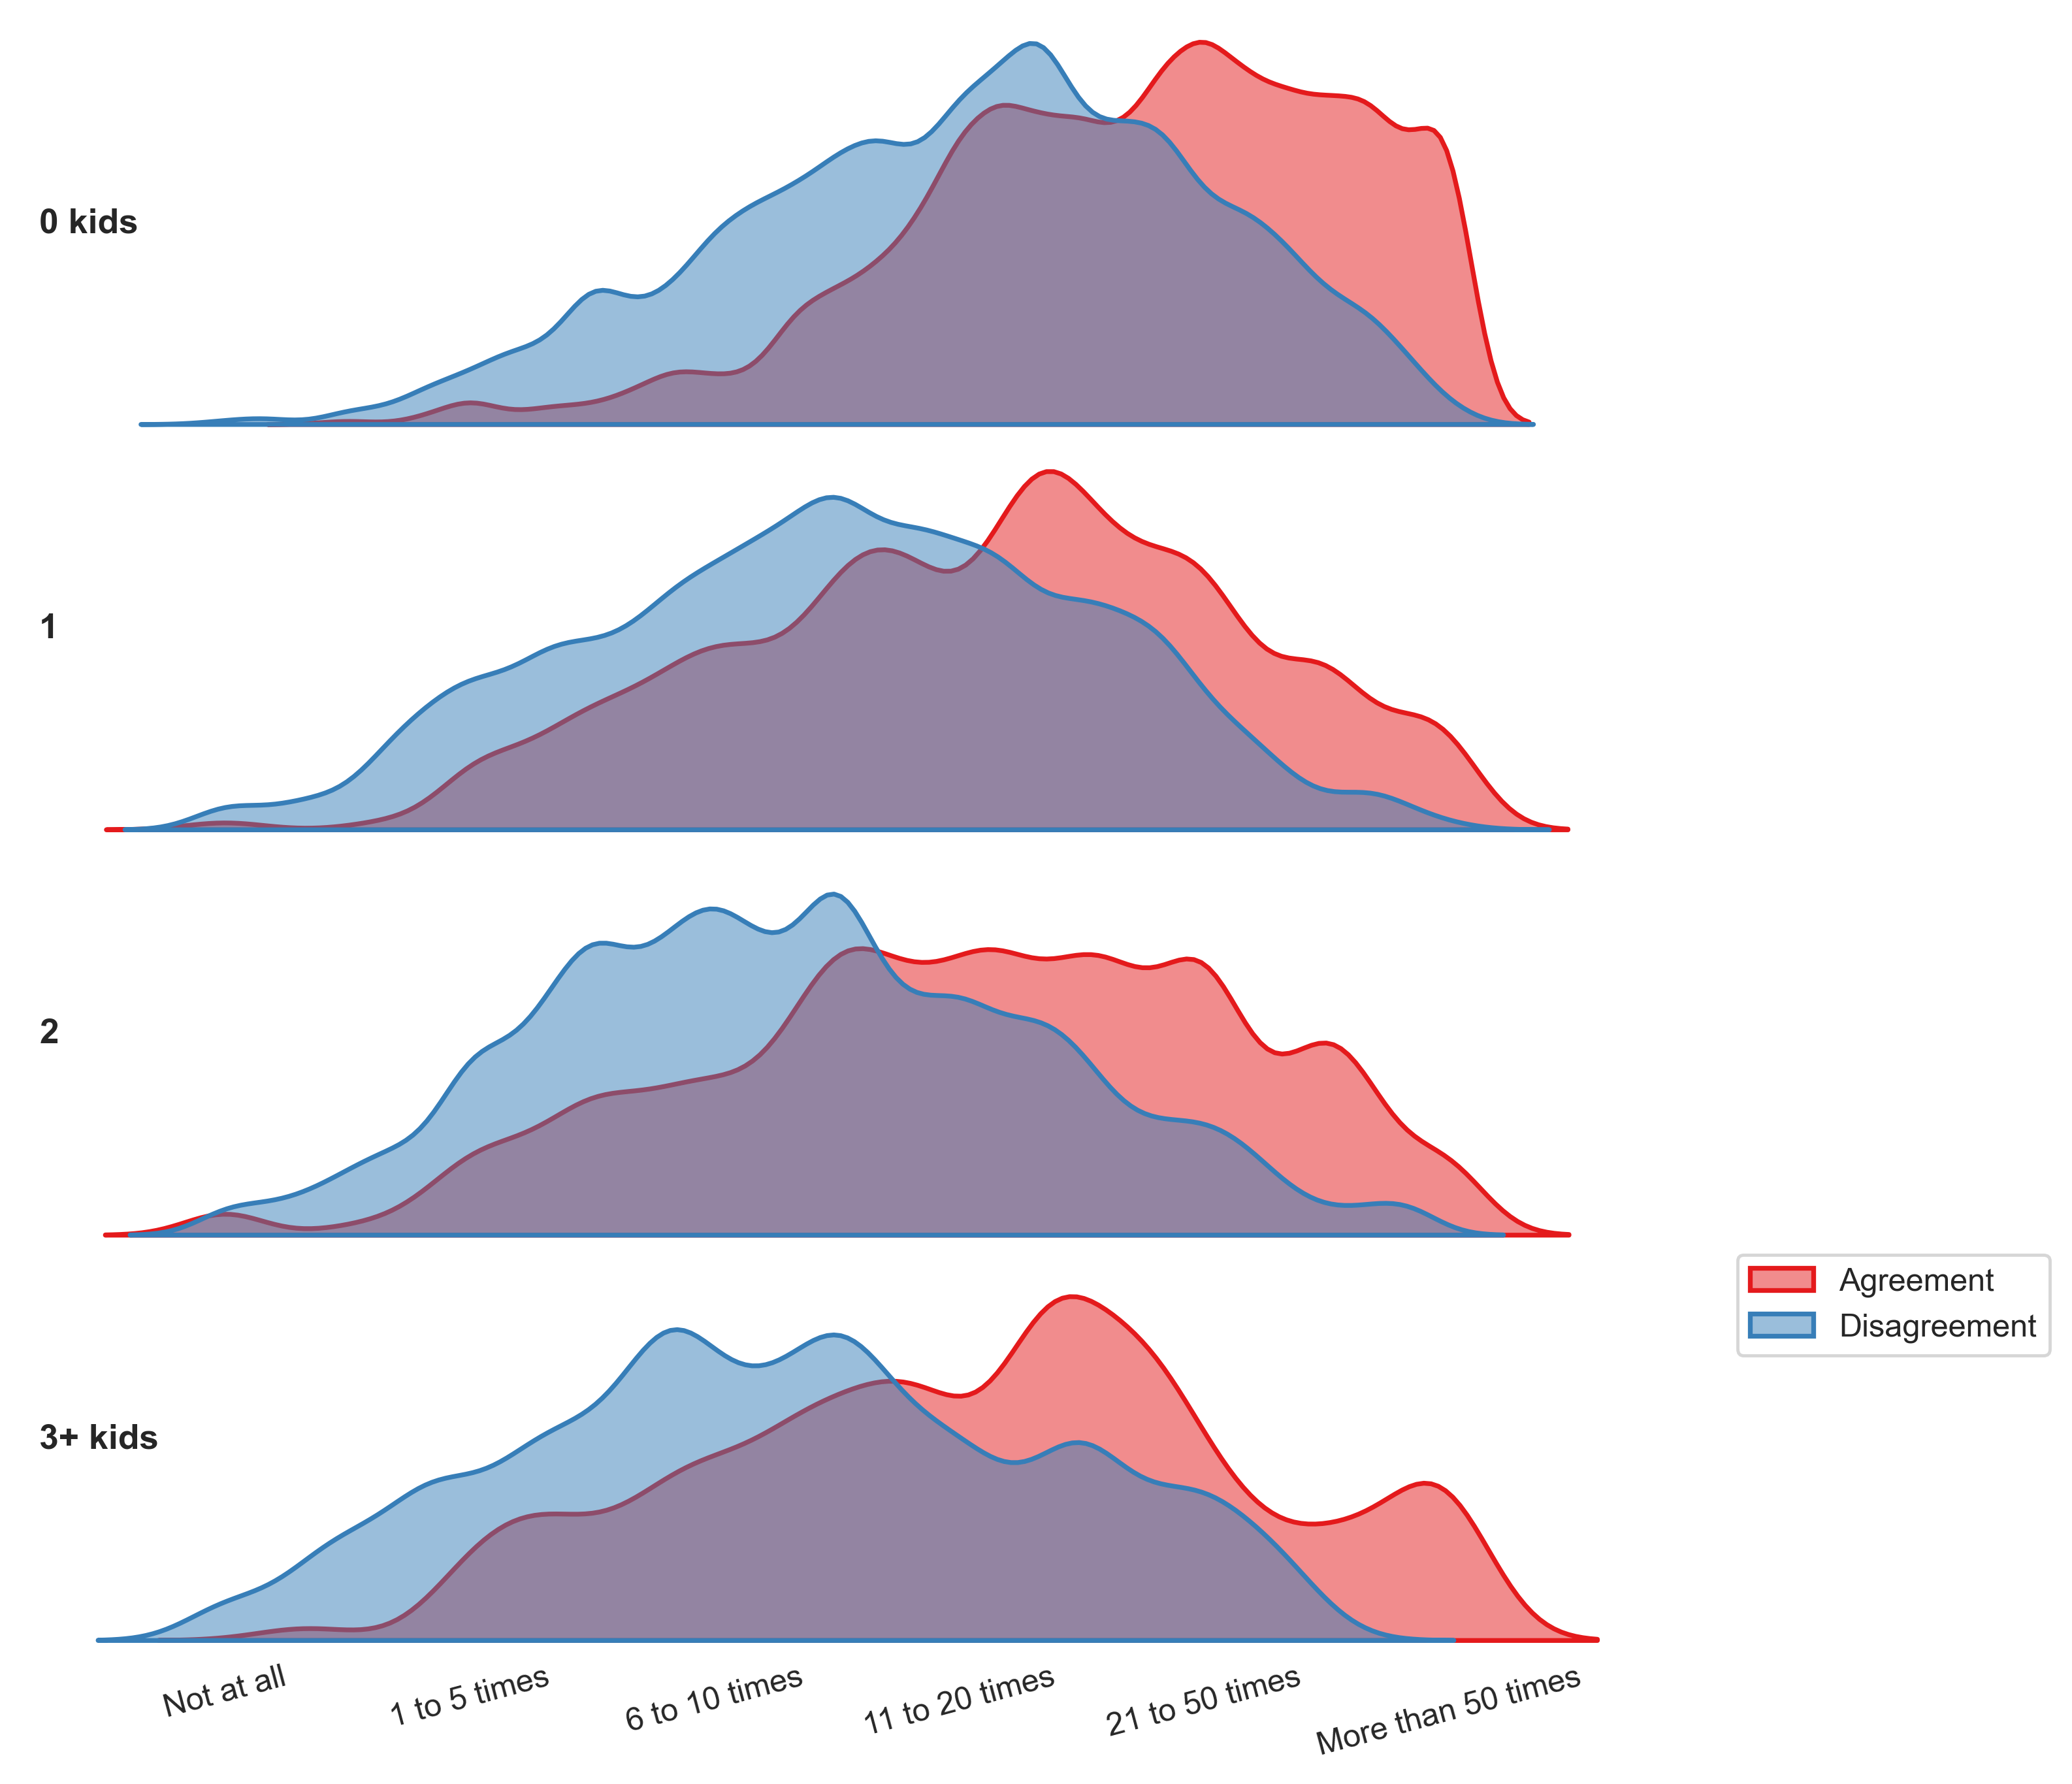 0 kids
1
2
Agreement
Disagreement
3+ kids
Not at all
1 to 5 times
6 to 10 times
11 to 20 times
21 to 50 times
More than 50 times